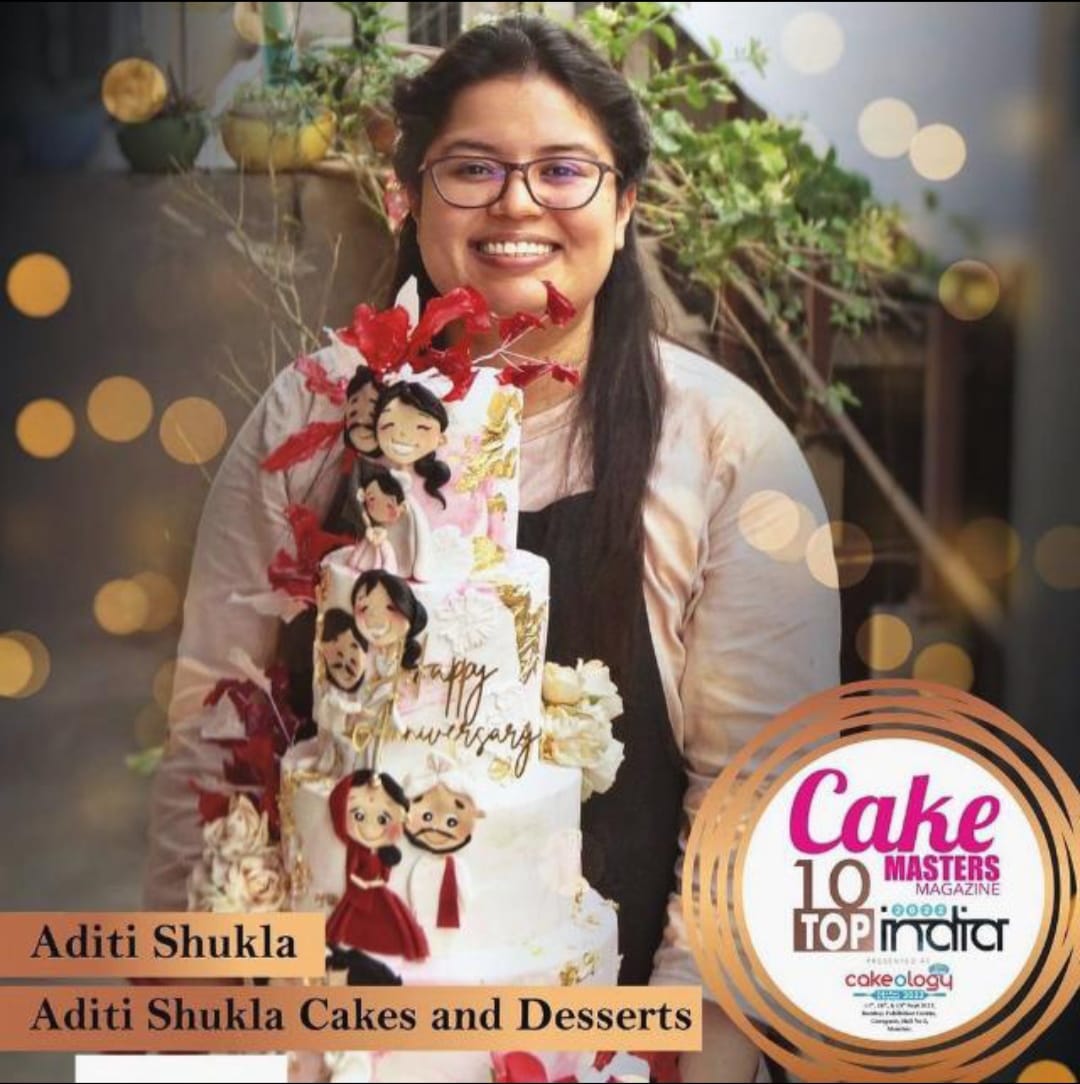 Happy
Anniversary
Cake
MASTERS
MAGAZINE
10
TOP
2022
india
PRESENTED AT
cakeology
Aditi Shukla
Aditi Shukla Cakes and Desserts